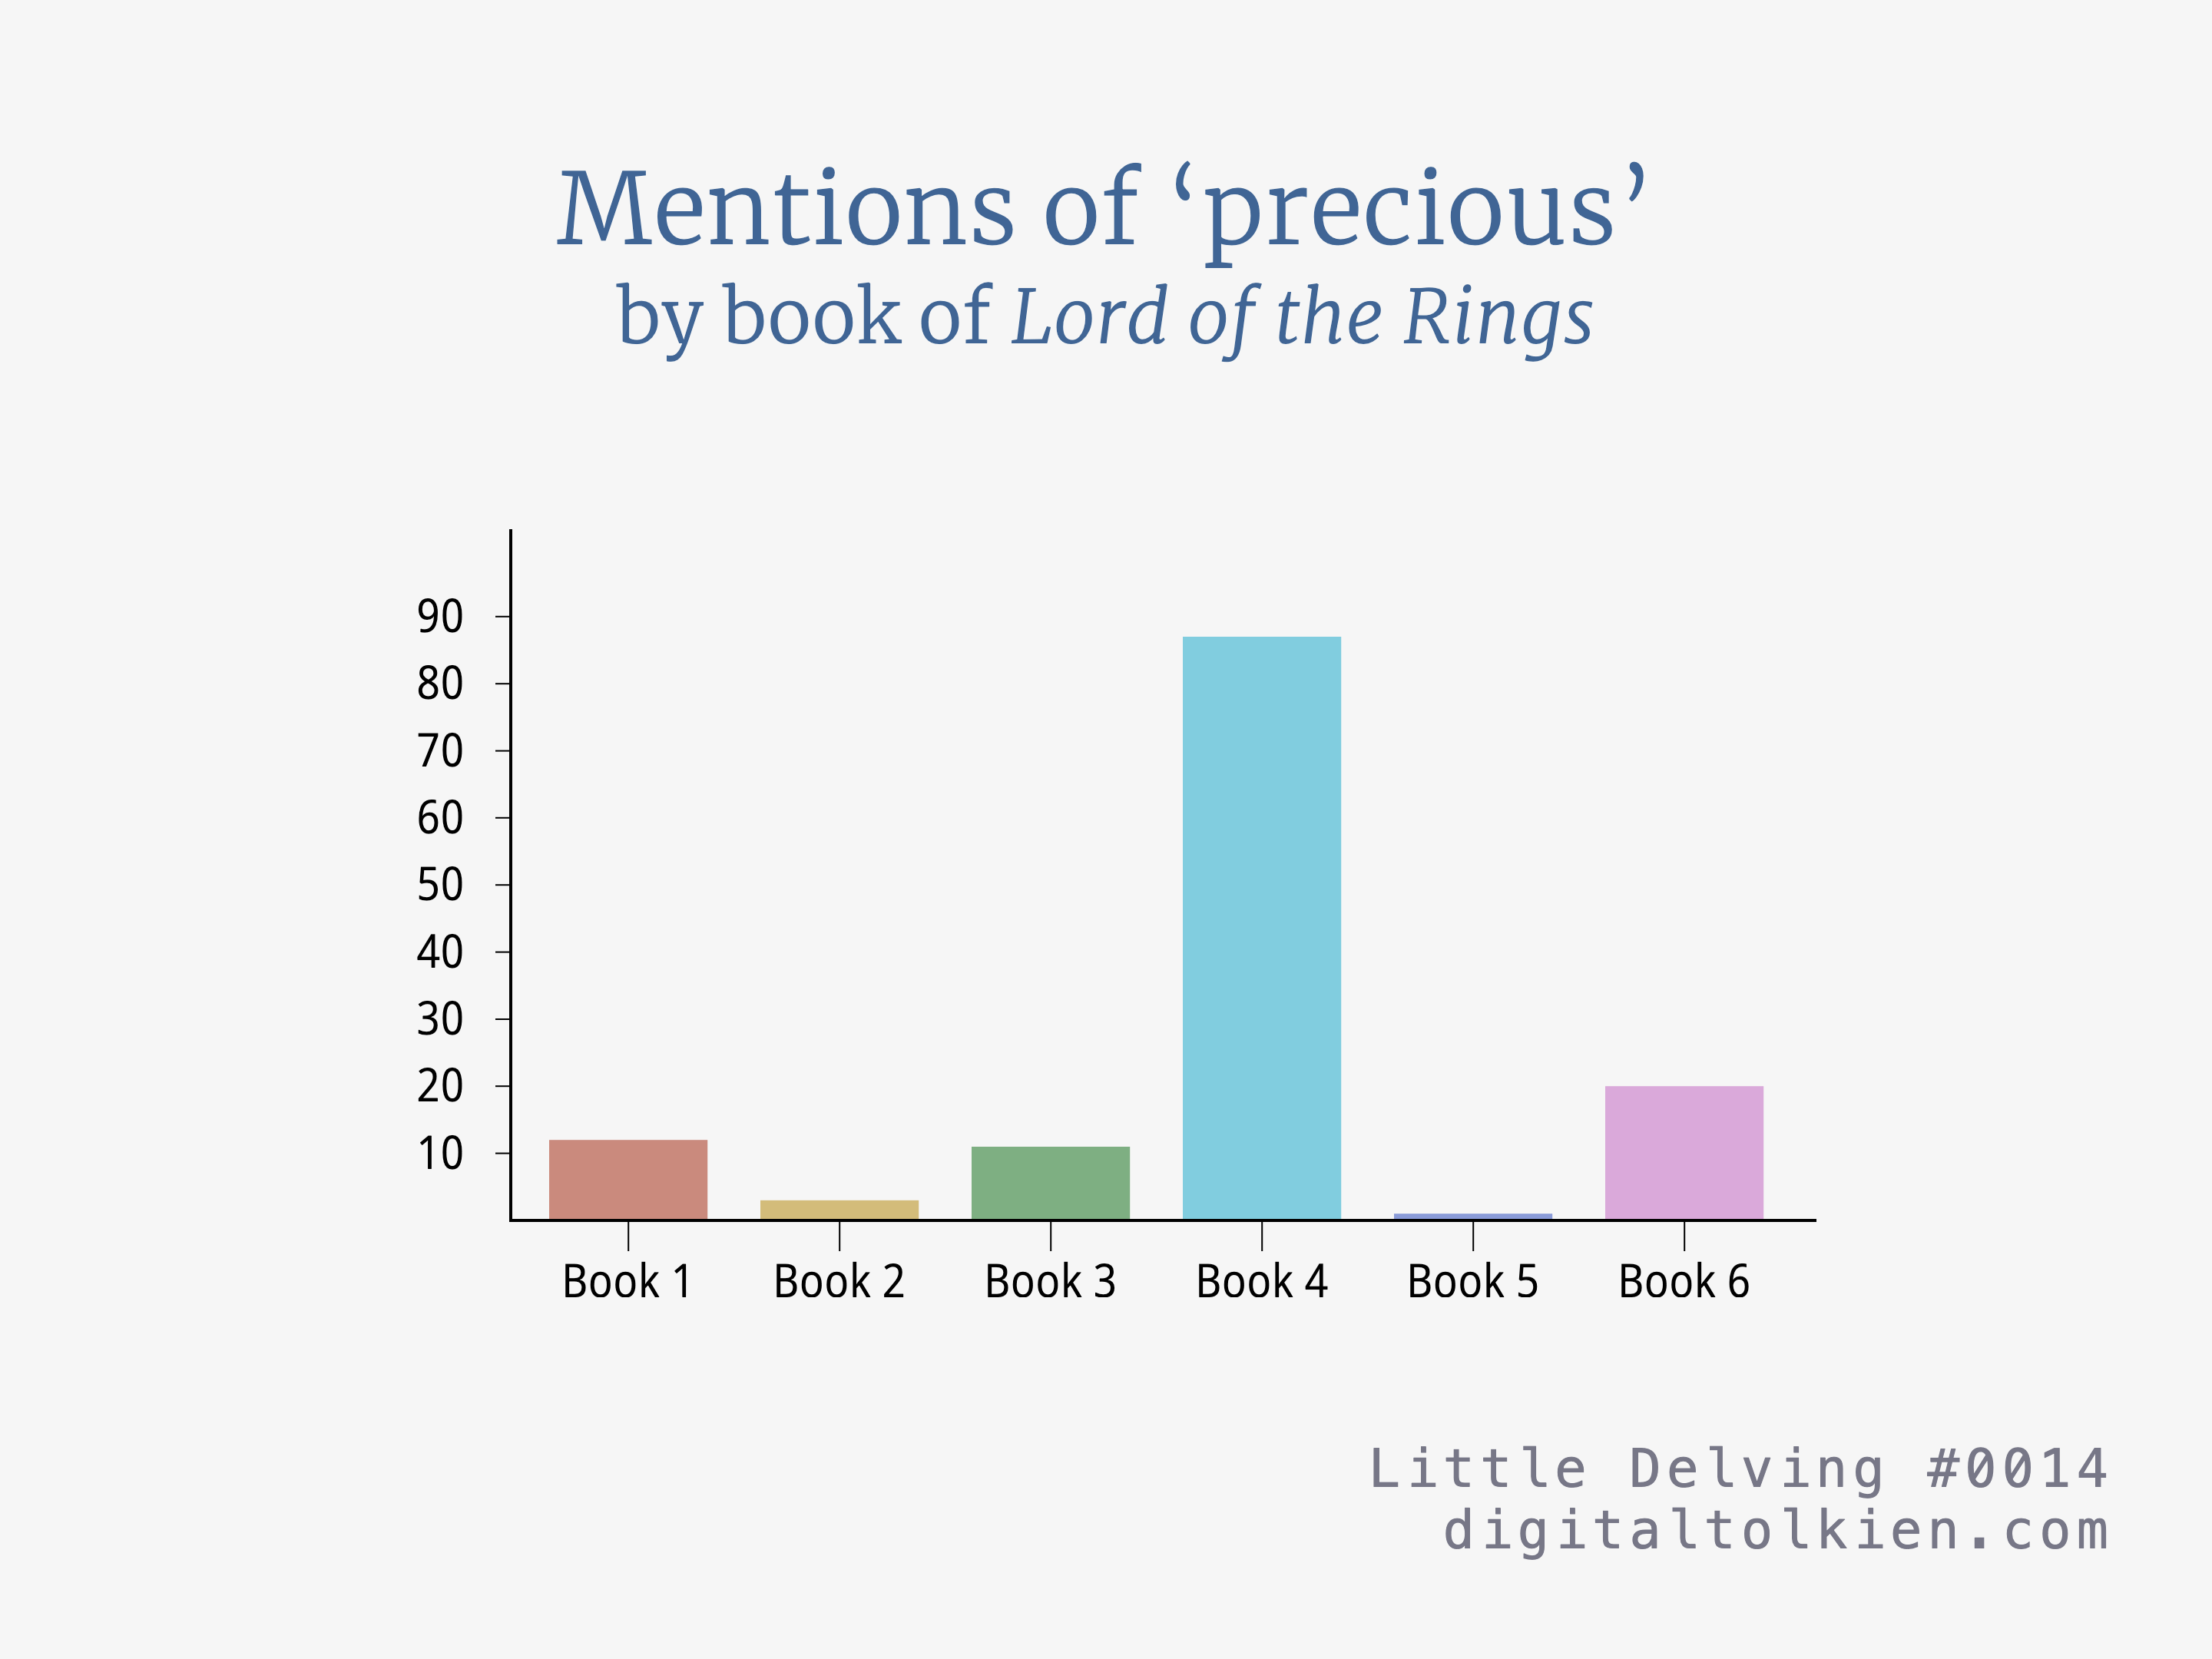 Mentions of ‘precious’
by book of Lord of the Rings
90
80
70
60
50
40
30
20
10
Book 1 Book 2 Book 3 Book 4 Book 5 Book 6
Little Delving #0014
digitaltolkien.com